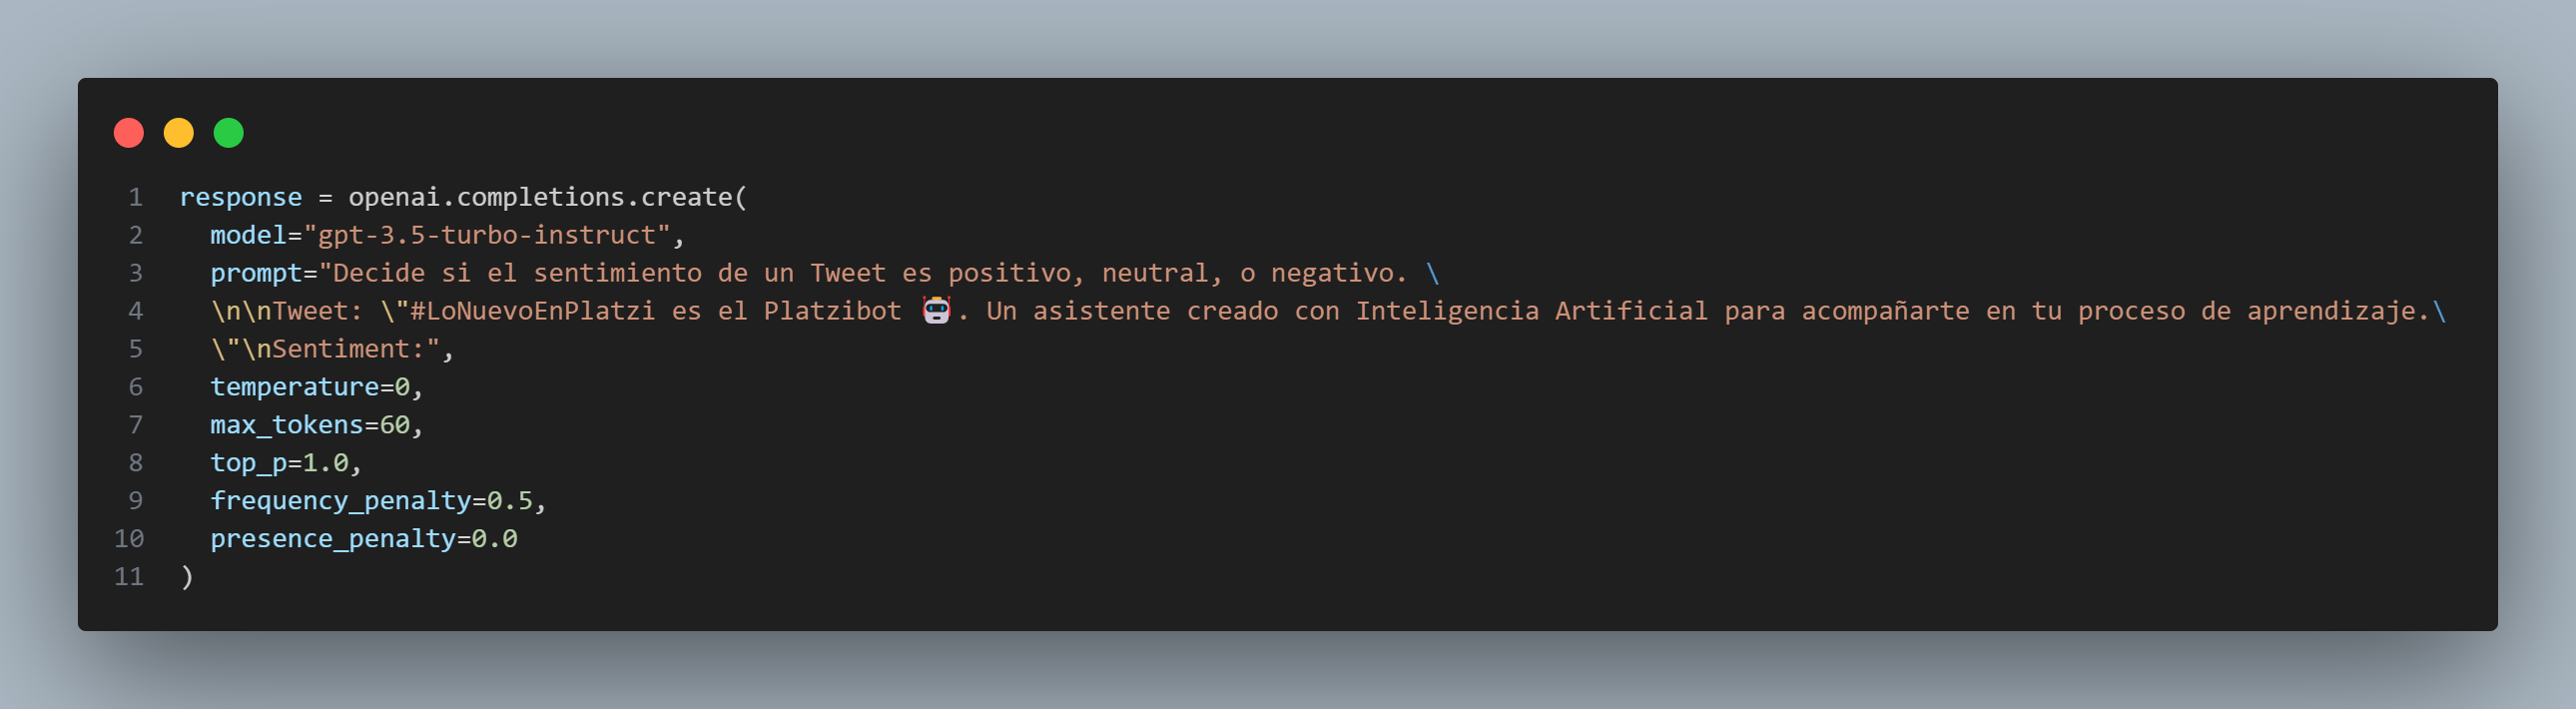 1 response = openai.completions.create(
2 model="gpt-3.5-turbo-instruct",
3 prompt="Decide si el sentimiento de un Tweet es positivo, neutral, o negativo. \
4 \n\nTweet: \"#LoNuevoEnPlatzi es el Platzibot 🤖. Un asistente creado con Inteligencia Artificial para acompañarte en tu proceso de aprendizaje.\
5 \"\nSentiment:",
6 temperature=0,
7 max_tokens=60,
8 top_p=1.0,
9 frequency_penalty=0.5,
10 presence_penalty=0.0
11 )